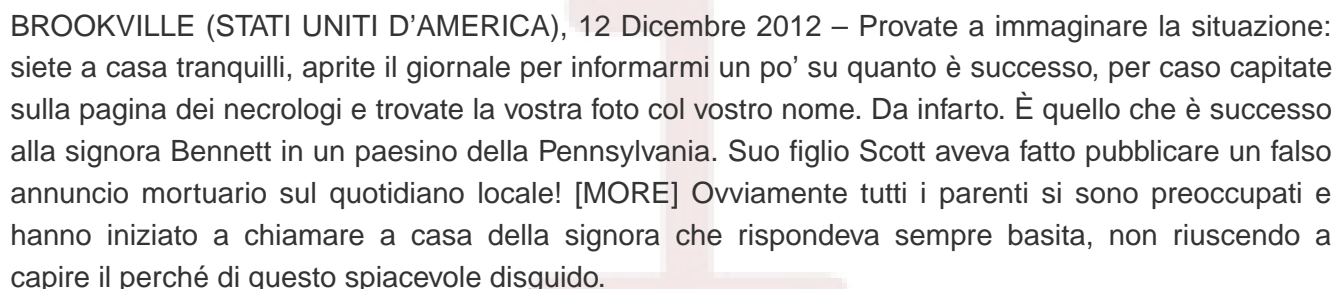 BROOKVILLE (STATI UNITI D'AMERICA), 12 Dicembre 2012 – Provate a immaginare la situazione:
siete a casa tranquilli, aprite il giornale per informarmi un po' su quanto è successo, per caso capitate
sulla pagina dei necrologi e trovate la vostra foto col vostro nome. Da infarto. È quello che è successo
alla signora Bennett in un paesino della Pennsylvania. Suo figlio Scott aveva fatto pubblicare un falso
annuncio mortuario sul quotidiano locale! [MORE] Ovviamente tutti i parenti si sono preoccupati e
hanno iniziato a chiamare a casa della signora che rispondeva sempre basita, non riuscendo a
capire il perché di questo spiacevole disguido.